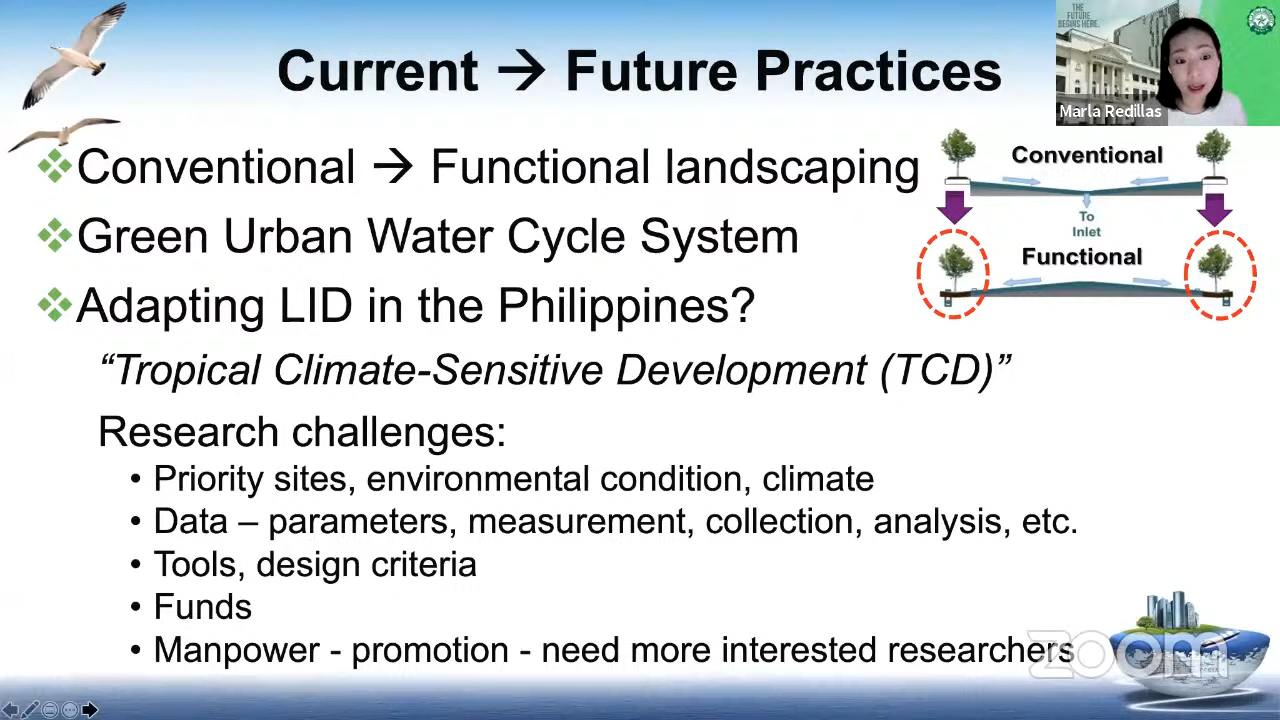 Current → Future Practices
THE
FUTURE
BEGINS HERE.
Marla Redillas
❖Conventional → Functional landscaping
❖Green Urban Water Cycle System
❖Adapting LID in the Philippines?
“Tropical Climate-Sensitive Development (TCD)”
Research challenges:
• Priority sites, environmental condition, climate
• Data – parameters, measurement, collection, analysis, etc.
• Tools, design criteria
• Funds
• Manpower - promotion - need more interested researchers
Conventional
To
Inlet
Functional
zoom